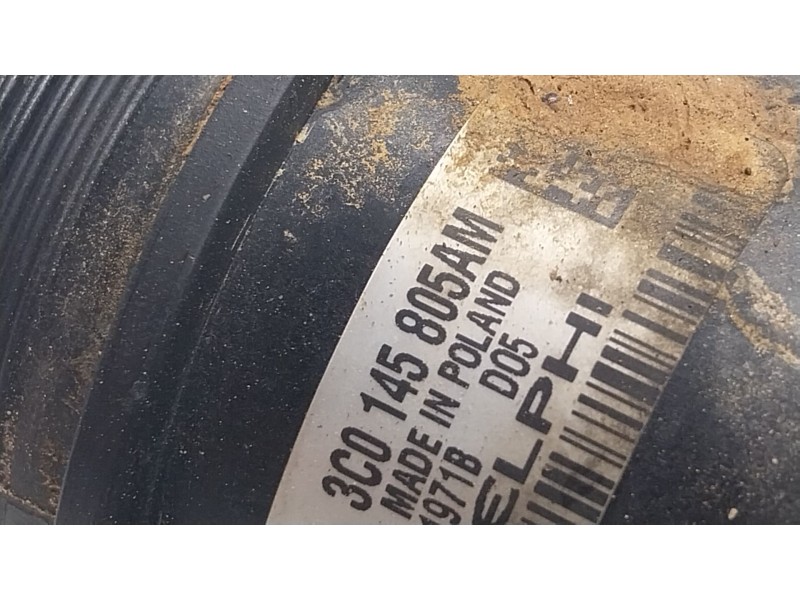 3C0 145 805AM
MADE IN POLAND
1971B D05
ELPHI